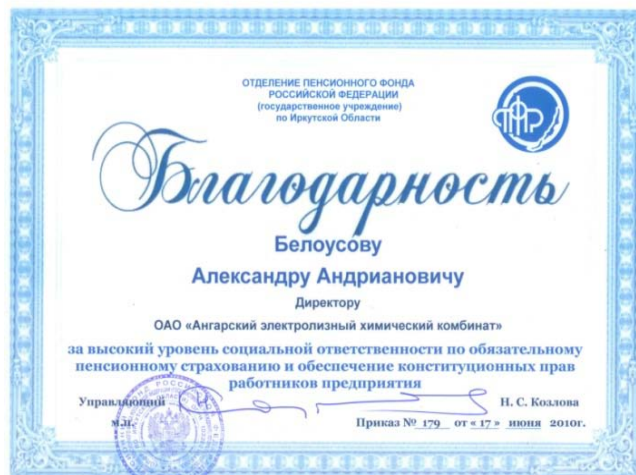 ОТДЕЛЕНИЕ ПЕНСИОННОГО ФОНДА
РОССИЙСКОЙ ФЕДЕРАЦИИ
(государственное учреждение)
по Иркутской Области
ПФР
Благодарность
Белоусову
Александру Андриановичу
Директору
ОАО «Ангарский электролизный химический комбинат»
за высокий уровень социальной ответственности по обязательному
пенсионному страхованию и обеспечение конституционных прав
работников предприятия
Управляющий Н. С. Козлова
м.п. Приказ № 179 от « 17 » июня 2010г.